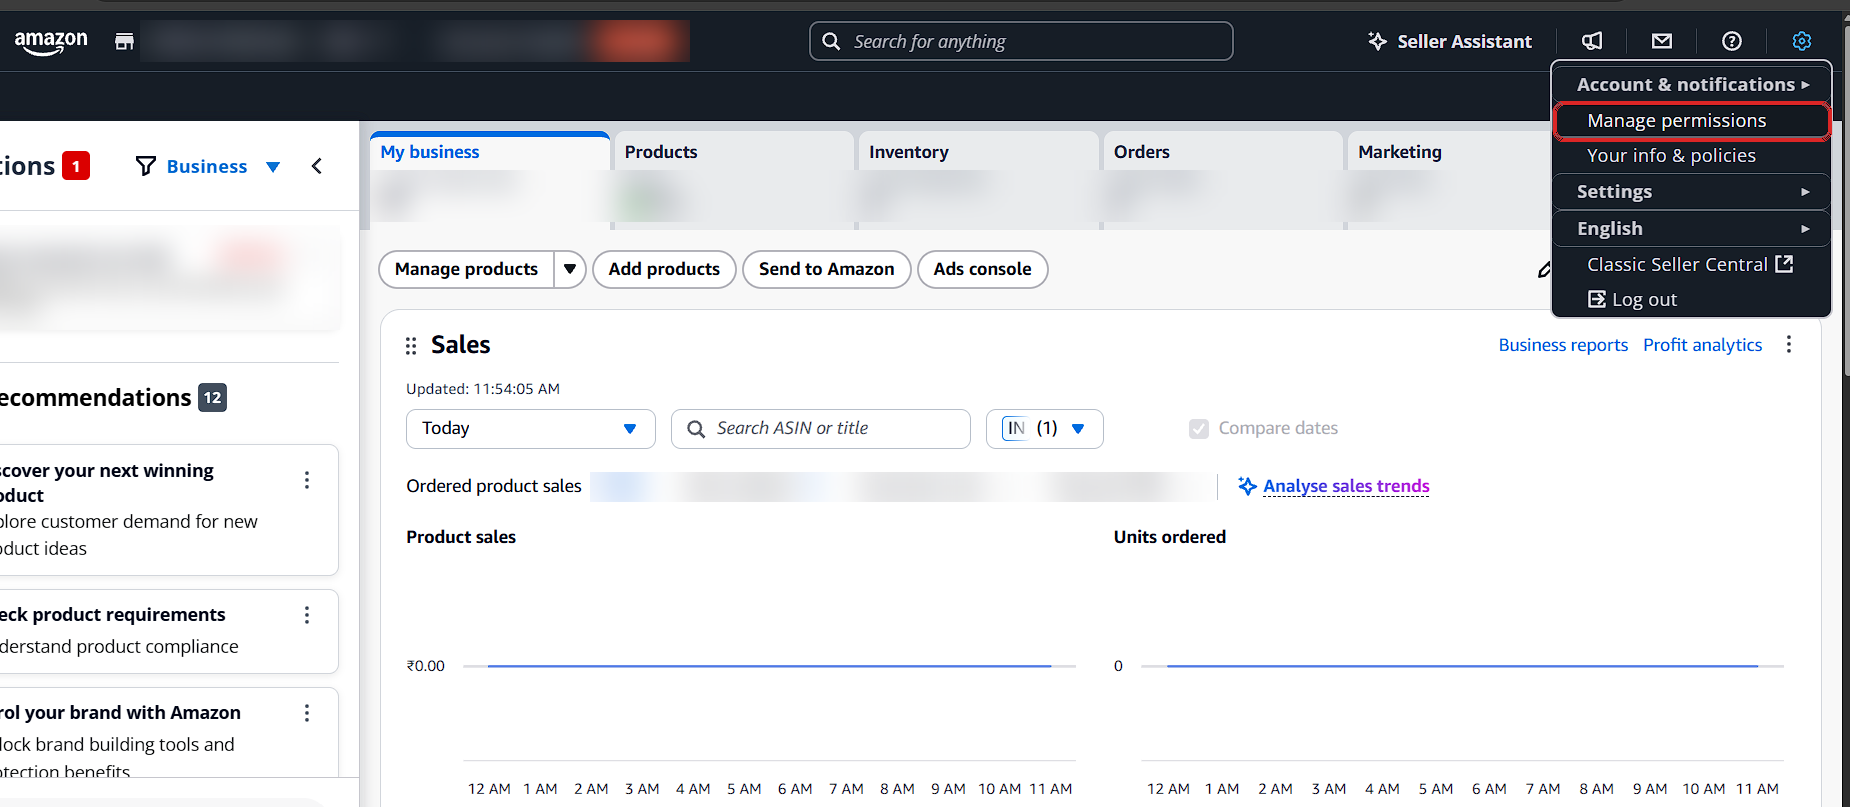 amazon
Search for anything
Seller Assistant
Account & notifications
Manage permissions
Your info & policies
Settings
English
Classic Seller Central
Log out
tions 1
Business
My business
Products
Inventory
Orders
Marketing
Manage products
Add products
Send to Amazon
Ads console
Sales
Business reports
Profit analytics
Updated: 11:54:05 AM
Today
Search ASIN or title
IN (1)
Compare dates
Ordered product sales
Analyse sales trends
Product sales
₹0.00
12 AM 1 AM 2 AM 3 AM 4 AM 5 AM 6 AM 7 AM 8 AM 9 AM 10 AM 11 AM
Units ordered
0
12 AM 1 AM 2 AM 3 AM 4 AM 5 AM 6 AM 7 AM 8 AM 9 AM 10 AM 11 AM
ecommendations 12
scover your next winning
oduct
plore customer demand for new
oduct ideas
eck product requirements
derstand product compliance
rol your brand with Amazon
lock brand building tools and
otection benefits